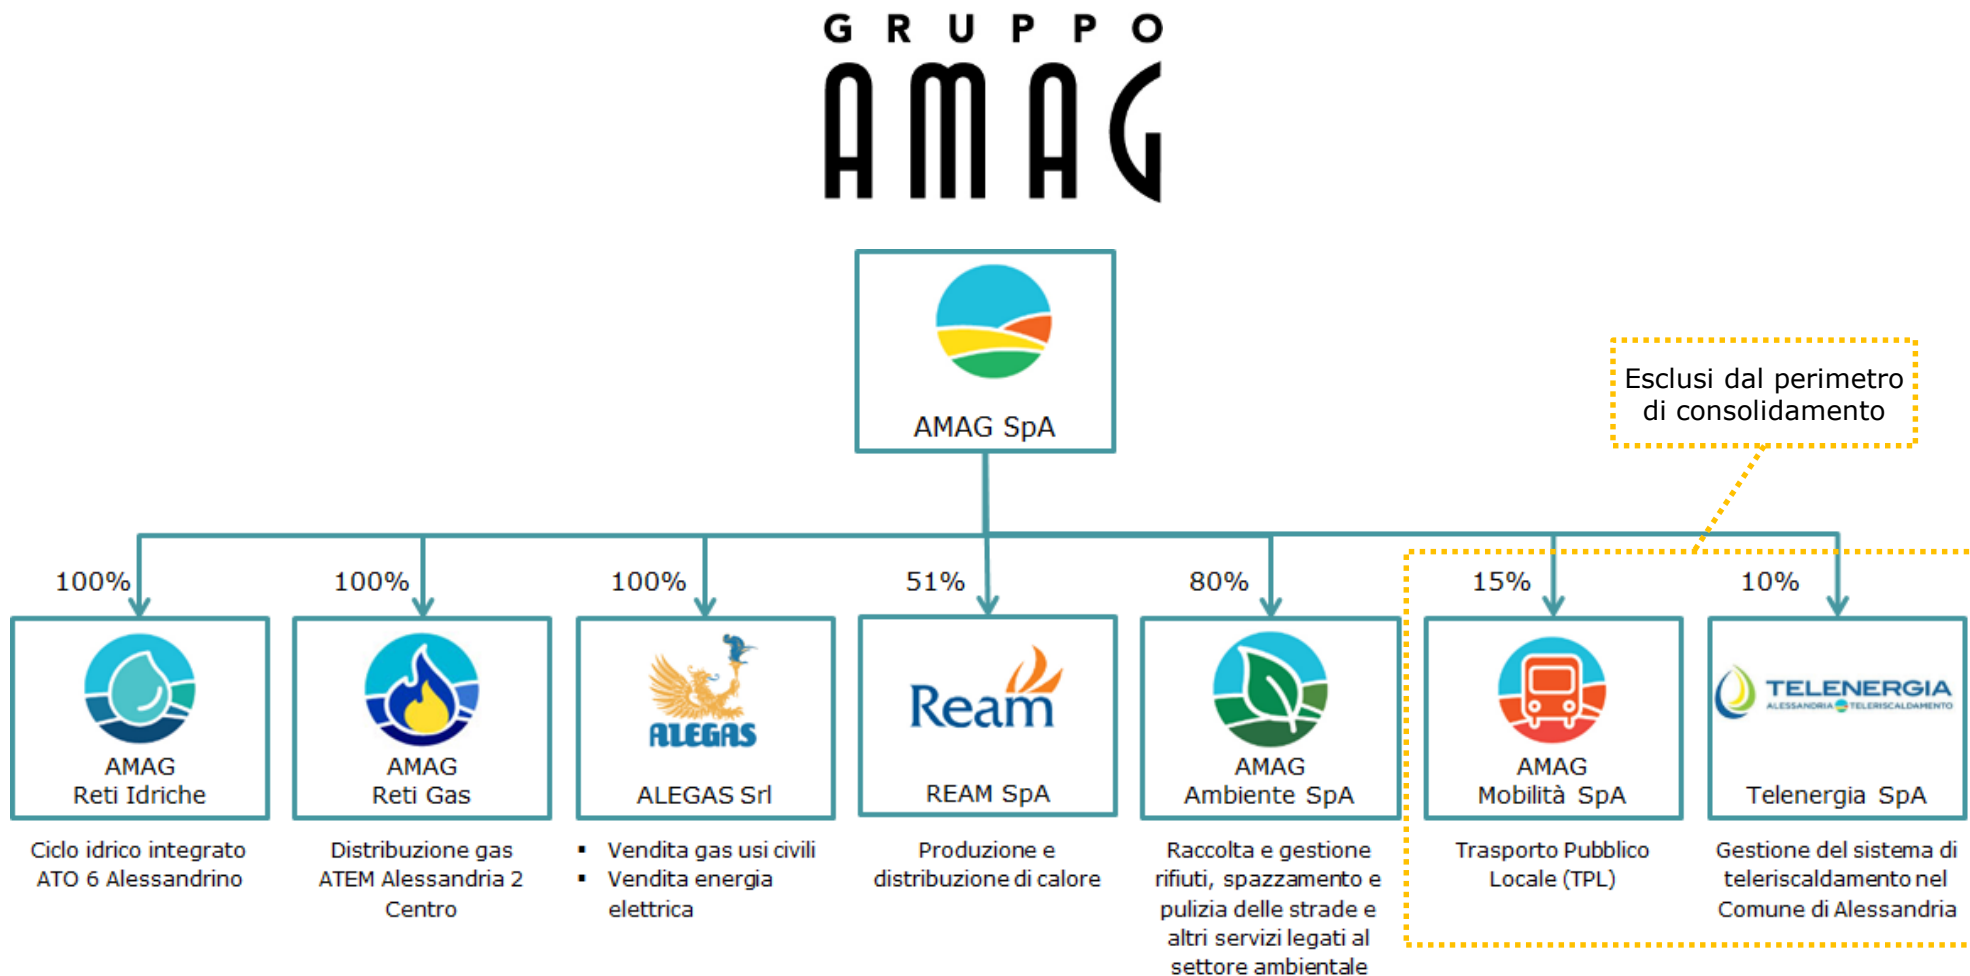 GRUPPO
AMAG
AMAG SpA
Esclusi dal perimetro
di consolidamento
100%
100%
100%
51%
80%
15%
10%
AMAG
Reti Idriche
Ciclo idrico integrato
ATO 6 Alessandrino
AMAG
Reti Gas
Distribuzione gas
ATEM Alessandria 2
Centro
ALEGAS
ALEGAS Srl
▪ Vendita gas usi civili
▪ Vendita energia
elettrica
Ream
REAM SpA
Produzione e
distribuzione di calore
AMAG
Ambiente SpA
Raccolta e gestione
rifiuti, spazzamento e
pulizia delle strade e
altri servizi legati al
settore ambientale
AMAG
Mobilità SpA
Trasporto Pubblico
Locale (TPL)
TELENERGIA
ALESSANDRIA TELERISCALDAMENTO
Telenergia SpA
Gestione del sistema di
teleriscaldamento nel
Comune di Alessandria